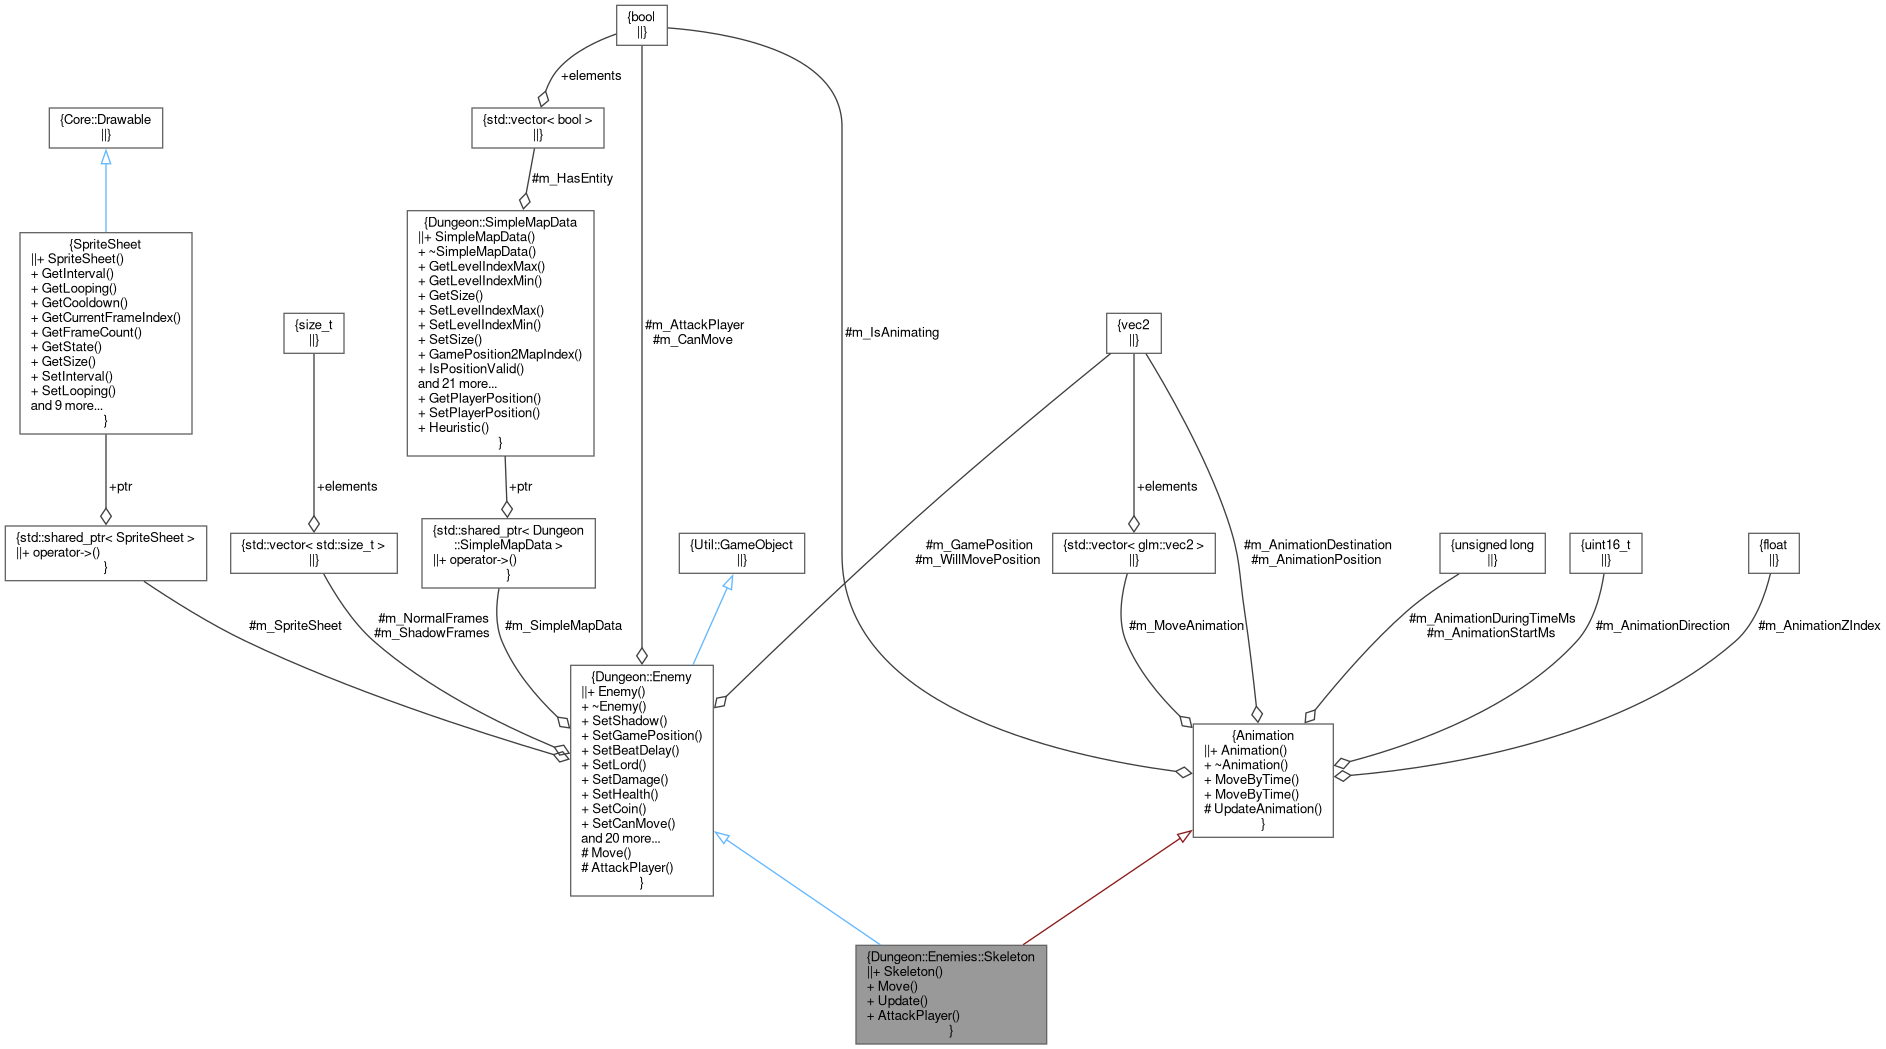 {bool
||}
+elements
{Core::Drawable
||}
{std::vector< bool >
||}
#m_HasEntity
{SpriteSheet
||+ SpriteSheet()
+ GetInterval()
+ GetLooping()
+ GetCooldown()
+ GetCurrentFrameIndex()
+ GetFrameCount()
+ GetState()
+ GetSize()
+ SetInterval()
+ SetLooping()
and 9 more...
}
{size_t
||}
{Dungeon::SimpleMapData
||+ SimpleMapData()
+ ~SimpleMapData()
+ GetLevelIndexMax()
+ GetLevelIndexMin()
+ GetSize()
+ SetLevelIndexMax()
+ SetLevelIndexMin()
+ SetSize()
+ GamePosition2MapIndex()
+ IsPositionValid()
and 21 more...
+ GetPlayerPosition()
+ SetPlayerPosition()
+ Heuristic()
}
#m_AttackPlayer
#m_CanMove
#m_IsAnimating
{vec2
||}
+ptr
+elements
+ptr
+elements
{std::shared_ptr< SpriteSheet >
||+ operator->()
}
{std::vector< std::size_t >
||}
{std::shared_ptr< Dungeon
::SimpleMapData >
||+ operator->()
}
{Util::GameObject
||}
#m_GamePosition
#m_WillMovePosition
{std::vector< glm::vec2 >
||}
#m_AnimationDestination
#m_AnimationPosition
{unsigned long
||}
{uint16_t
||}
{float
||}
#m_SpriteSheet
#m_NormalFrames
#m_ShadowFrames
#m_SimpleMapData
#m_MoveAnimation
#m_AnimationDuringTimeMs
#m_AnimationStartMs
#m_AnimationDirection
#m_AnimationZIndex
{Dungeon::Enemy
||+ Enemy()
+ ~Enemy()
+ SetShadow()
+ SetGamePosition()
+ SetBeatDelay()
+ SetLord()
+ SetDamage()
+ SetHealth()
+ SetCoin()
+ SetCanMove()
and 20 more...
# Move()
# AttackPlayer()
}
{Animation
||+ Animation()
+ ~Animation()
+ MoveByTime()
+ MoveByTime()
# UpdateAnimation()
}
{Dungeon::Enemies::Skeleton
||+ Skeleton()
+ Move()
+ Update()
+ AttackPlayer()
}